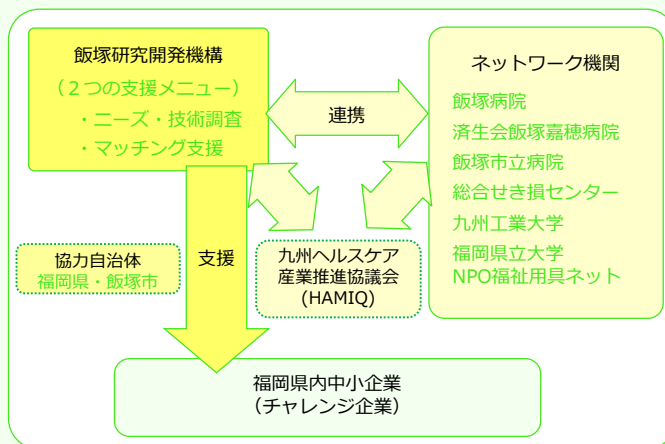 飯塚研究開発機構
（２つの支援メニュー）
・ニーズ・技術調査
・マッチング支援
連携
ネットワーク機関
飯塚病院
済生会飯塚嘉穂病院
飯塚市立病院
総合せき損センター
九州工業大学
福岡県立大学
NPO福祉用具ネット
協力自治体
福岡県・飯塚市
支援
九州ヘルスケア
産業推進協議会
(HAMIQ)
福岡県内中小企業
（チャレンジ企業）